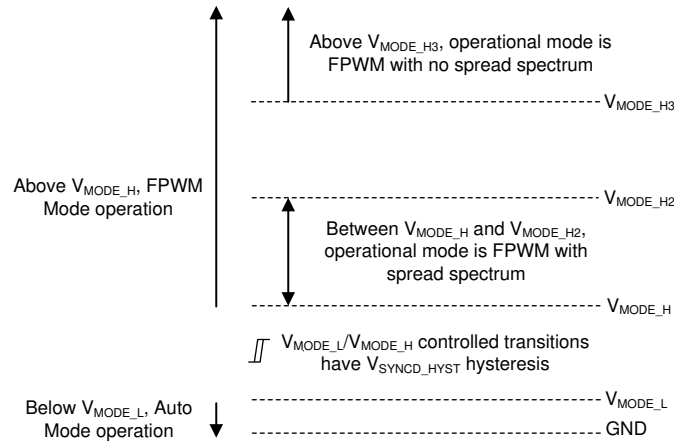 Above V_MODE_H3, operational mode is
FPWM with no spread spectrum
V_MODE_H3
Above V_MODE_H, FPWM
Mode operation
V_MODE_H2
Between V_MODE_H and V_MODE_H2,
operational mode is FPWM with
spread spectrum
V_MODE_H
V_MODE_L/V_MODE_H controlled transitions
have V_SYNCD_HYST hysteresis
V_MODE_L
Below V_MODE_L, Auto
Mode operation
GND